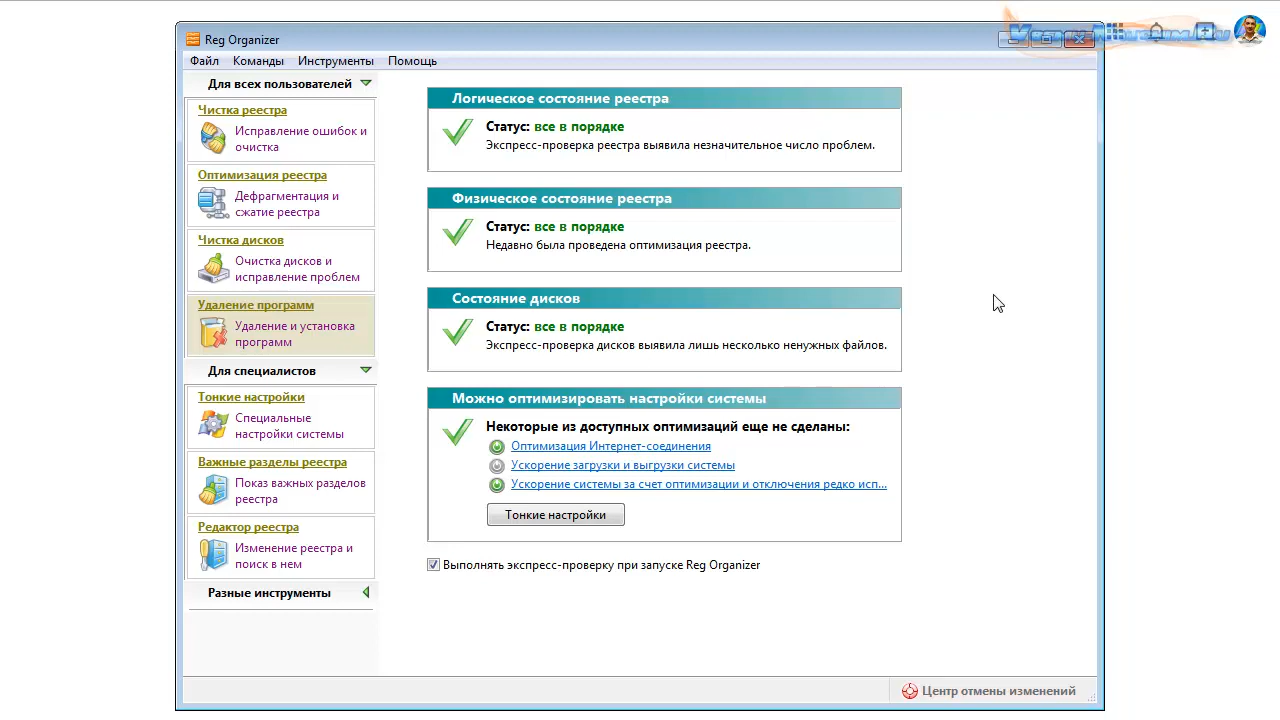 Reg Organizer
Файл Команды Инструменты Помощь
Для всех пользователей
Чистка реестра
Исправление ошибок и
очистка
Оптимизация реестра
Дефрагментация и
сжатие реестра
Чистка дисков
Очистка дисков и
исправление проблем
Удаление программ
Удаление и установка
программ
Для специалистов
Тонкие настройки
Специальные
настройки системы
Важные разделы реестра
Показ важных разделов
реестра
Редактор реестра
Изменение реестра и
поиск в нем
Разные инструменты
Логическое состояние реестра
Статус: все в порядке
Экспресс-проверка реестра выявила незначительное число проблем.
Физическое состояние реестра
Статус: все в порядке
Недавно была проведена оптимизация реестра.
Состояние дисков
Статус: все в порядке
Экспресс-проверка дисков выявила лишь несколько ненужных файлов.
Можно оптимизировать настройки системы
Некоторые из доступных оптимизаций еще не сделаны:
Оптимизация Интернет-соединения
Ускорение загрузки и выгрузки системы
Ускорение системы за счет оптимизации и отключения редко исп...
Тонкие настройки
Выполнять экспресс-проверку при запуске Reg Organizer
Центр отмены изменений